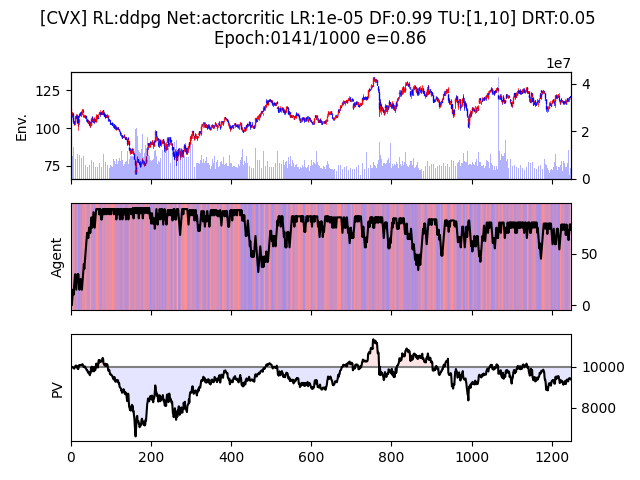 [CVX] RL:ddpg Net:actorcritic LR:1e-05 DF:0.99 TU:[1,10] DRT:0.05
Epoch:0141/1000 e=0.86
1e7
125
100
75
Env.
4
2
0
Agent
50
0
PV
10000
8000
0 200 400 600 800 1000 1200